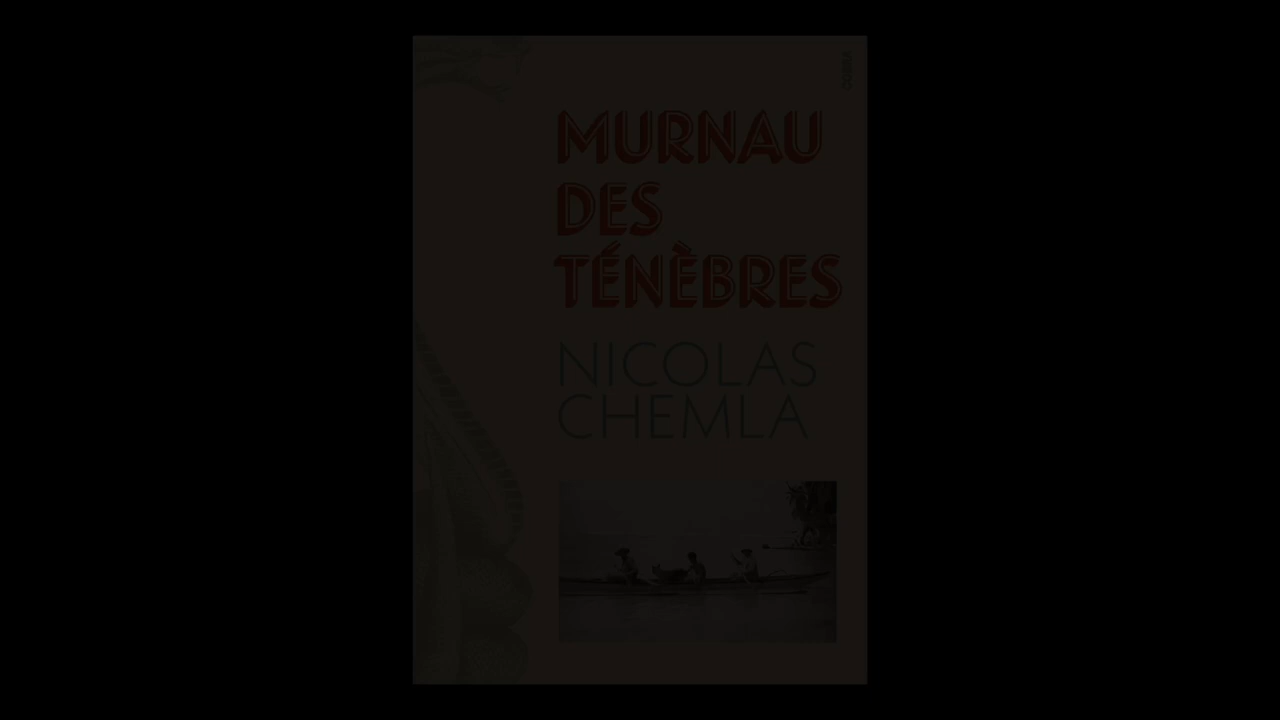 MURNAU
DES
TÉNÈBRES
NICOLAS
CHEMLA